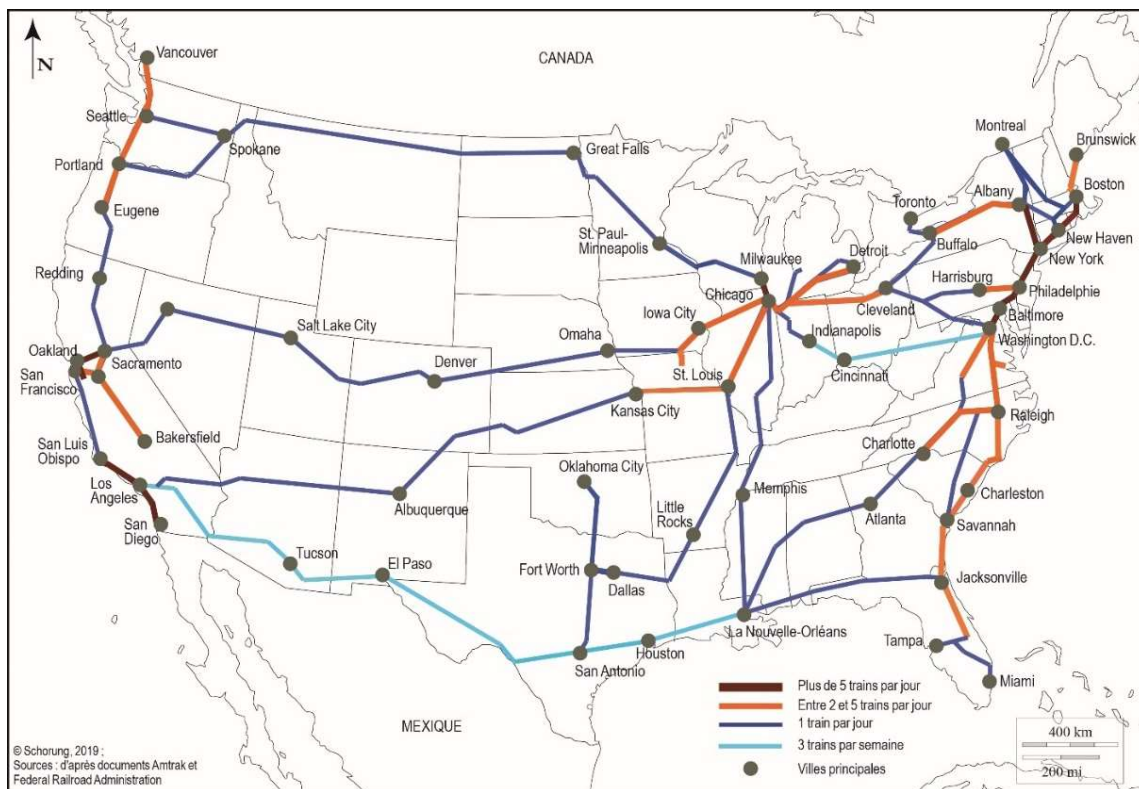 Vancouver
N
CANADA
Seattle
Spokane
Great Falls
Montreal
Brunswick
Portland
Albany
Boston
Toronto
Eugene
St. Paul-
Minneapolis
Detroit
Buffalo
New Haven
Milwaukee
New York
Redding
Harrisburg
Philadelphie
Chicago
Cleveland
Baltimore
Iowa City
Salt Lake City
Omaha
Indianapolis
Washington D.C.
Oakland
Sacramento
Denver
San
Francisco
St. Louis
Cincinnati
Kansas City
Raleigh
Bakersfield
San Luis
Obispo
Charlotte
Oklahoma City
Los
Angeles
Memphis
Charleston
Albuquerque
Little
Rocks
Atlanta
Savannah
San
Diego
Tucson
El Paso
Fort Worth
Dallas
Jacksonville
La Nouvelle-Orléans
Houston
Tampa
San Antonio
Miami
MEXIQUE
Plus de 5 trains par jour
Entre 2 et 5 trains par jour
1 train par jour
3 trains par semaine
Villes principales
400 km
200 mi
© Schorung, 2019 ;
Sources : d'après documents Amtrak et
Federal Railroad Administration